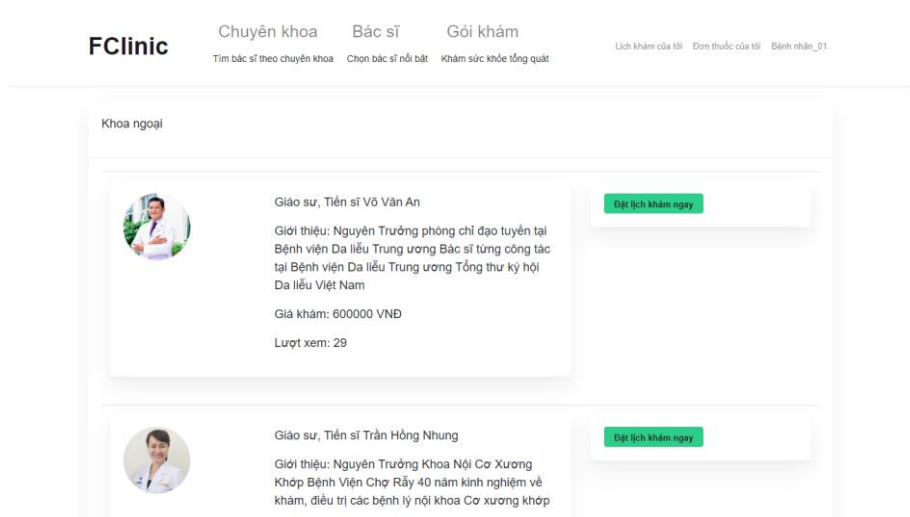 FClinic
Chuyên khoa
Tìm bác sĩ theo chuyên khoa
Bác sĩ
Chọn bác sĩ nổi bật
Gói khám
Khám sức khỏe tổng quát
Lịch khám của tôi
Đơn thuốc của tôi
Bệnh nhân_01
Khoa ngoại
Giáo sư, Tiến sĩ Võ Văn An
Giới thiệu: Nguyên Trưởng phòng chỉ đạo tuyến tại
Bệnh viện Da liễu Trung ương Bác sĩ từng công tác
tại Bệnh viện Da liễu Trung ương Tổng thư ký hội
Da liễu Việt Nam
Giá khám: 600000 VNĐ
Lượt xem: 29
Đặt lịch khám ngay
Giáo sư, Tiến sĩ Trần Hồng Nhung
Giới thiệu: Nguyên Trưởng Khoa Nội Cơ Xương
Khớp Bệnh Viện Chợ Rẫy 40 năm kinh nghiệm về
khám, điều trị các bệnh lý nội khoa Cơ xương khớp
Đặt lịch khám ngay